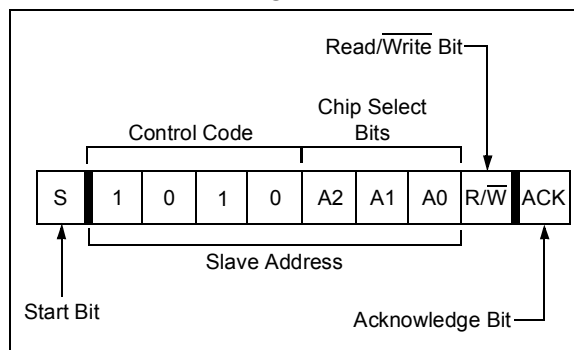 Read/Write Bit
Chip Select
Control Code Bits
S 1 0 1 0 A2 A1 A0 R/W ACK
Slave Address
Start Bit
Acknowledge Bit